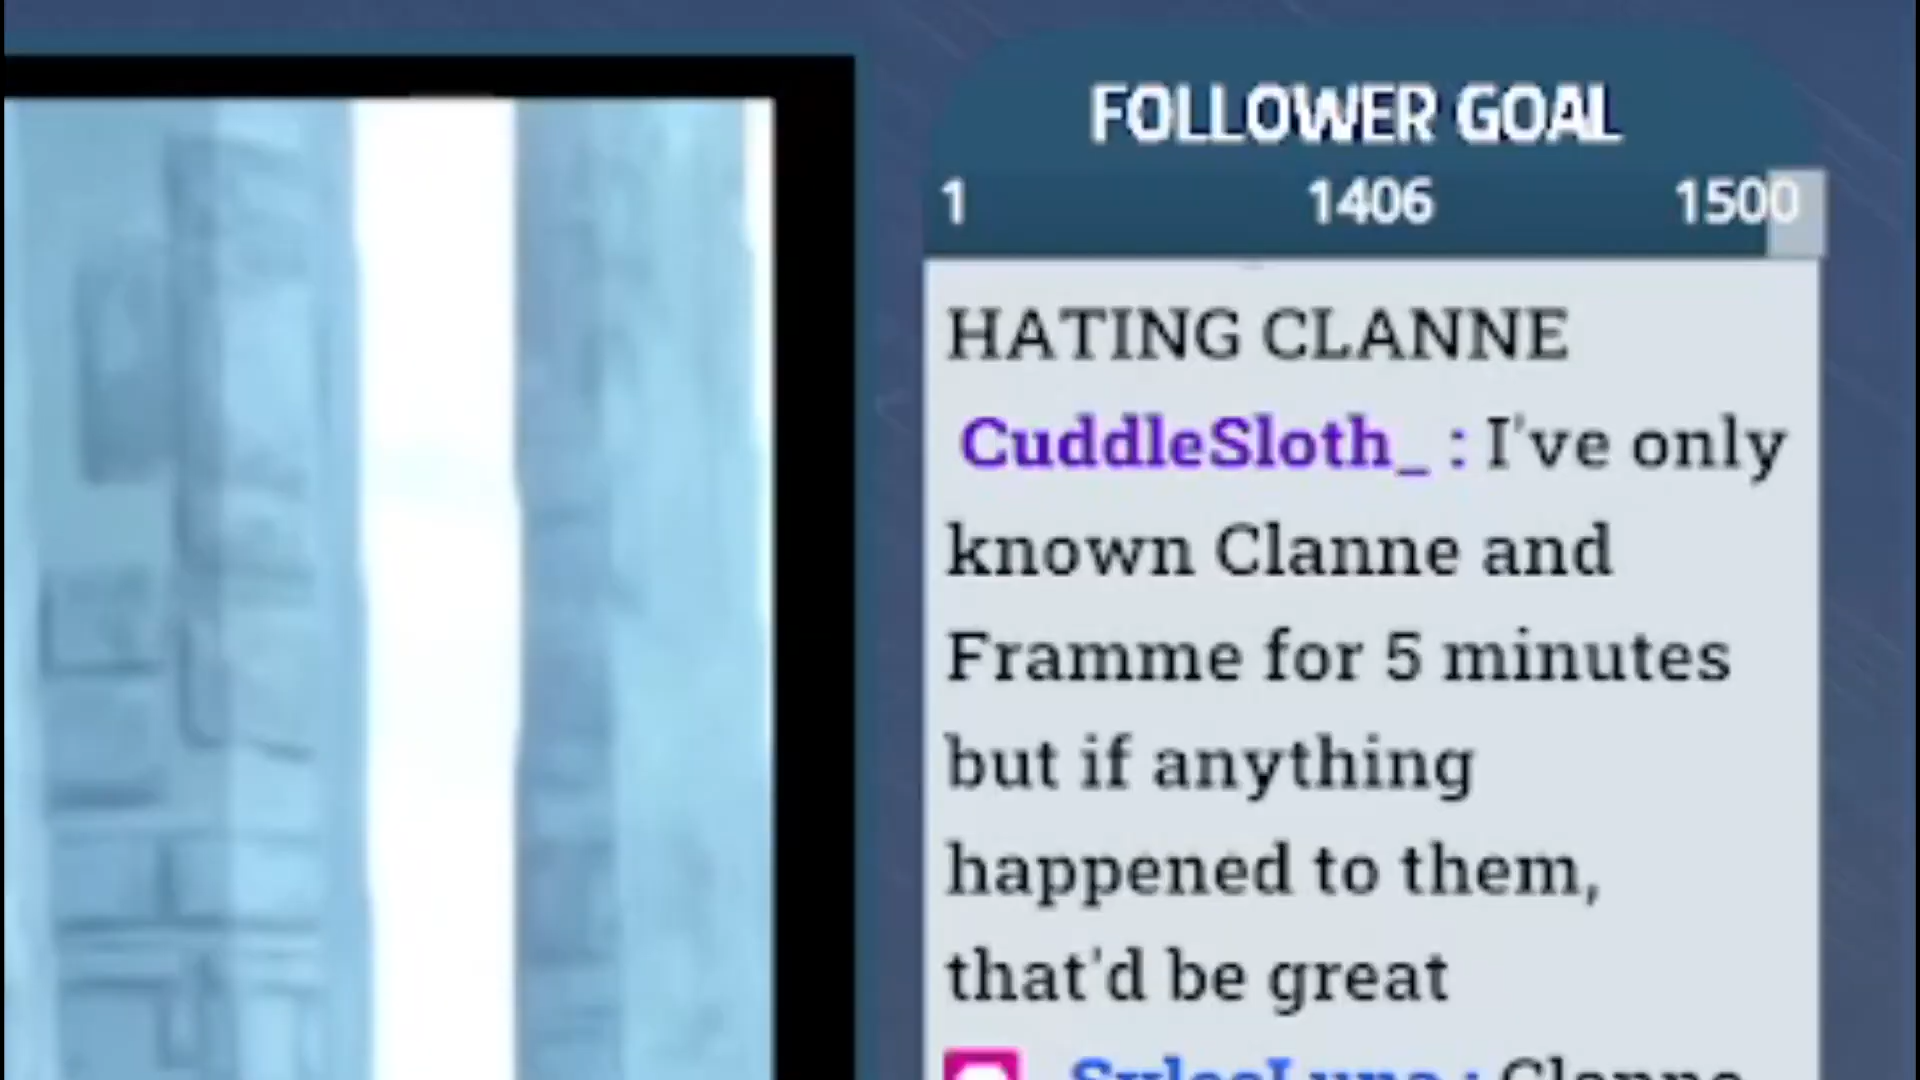 FOLLOWER GOAL
1 1406 1500
HATING CLANNE
CuddleSloth_ : I've only
known Clanne and
Framme for 5 minutes
but if anything
happened to them,
that'd be great
: Clanne